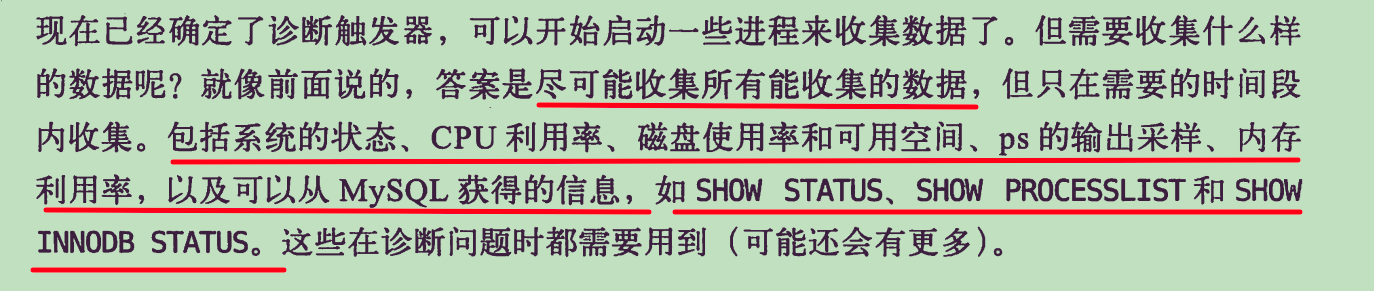 现在已经确定了诊断触发器，可以开始启动一些进程来收集数据了。但需要收集什么样
的数据呢？就像前面说的，答案是尽可能收集所有能收集的数据，但只在需要的时间段
内收集。包括系统的状态、CPU 利用率、磁盘使用率和可用空间、ps 的输出采样、内存
利用率，以及可以从 MySQL 获得的信息，如 SHOW STATUS、SHOW PROCESSLIST 和 SHOW
INNODB STATUS。这些在诊断问题时都需要用到（可能还会有更多）。